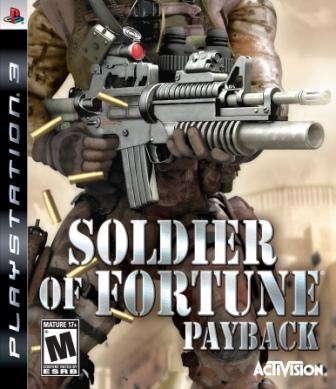 PLAYSTATION 3
SOLDIER
OF FORTUNE
PAYBACK
MATURE 17+
M
CONTENT RATED BY
ESRB
ACTIVISION